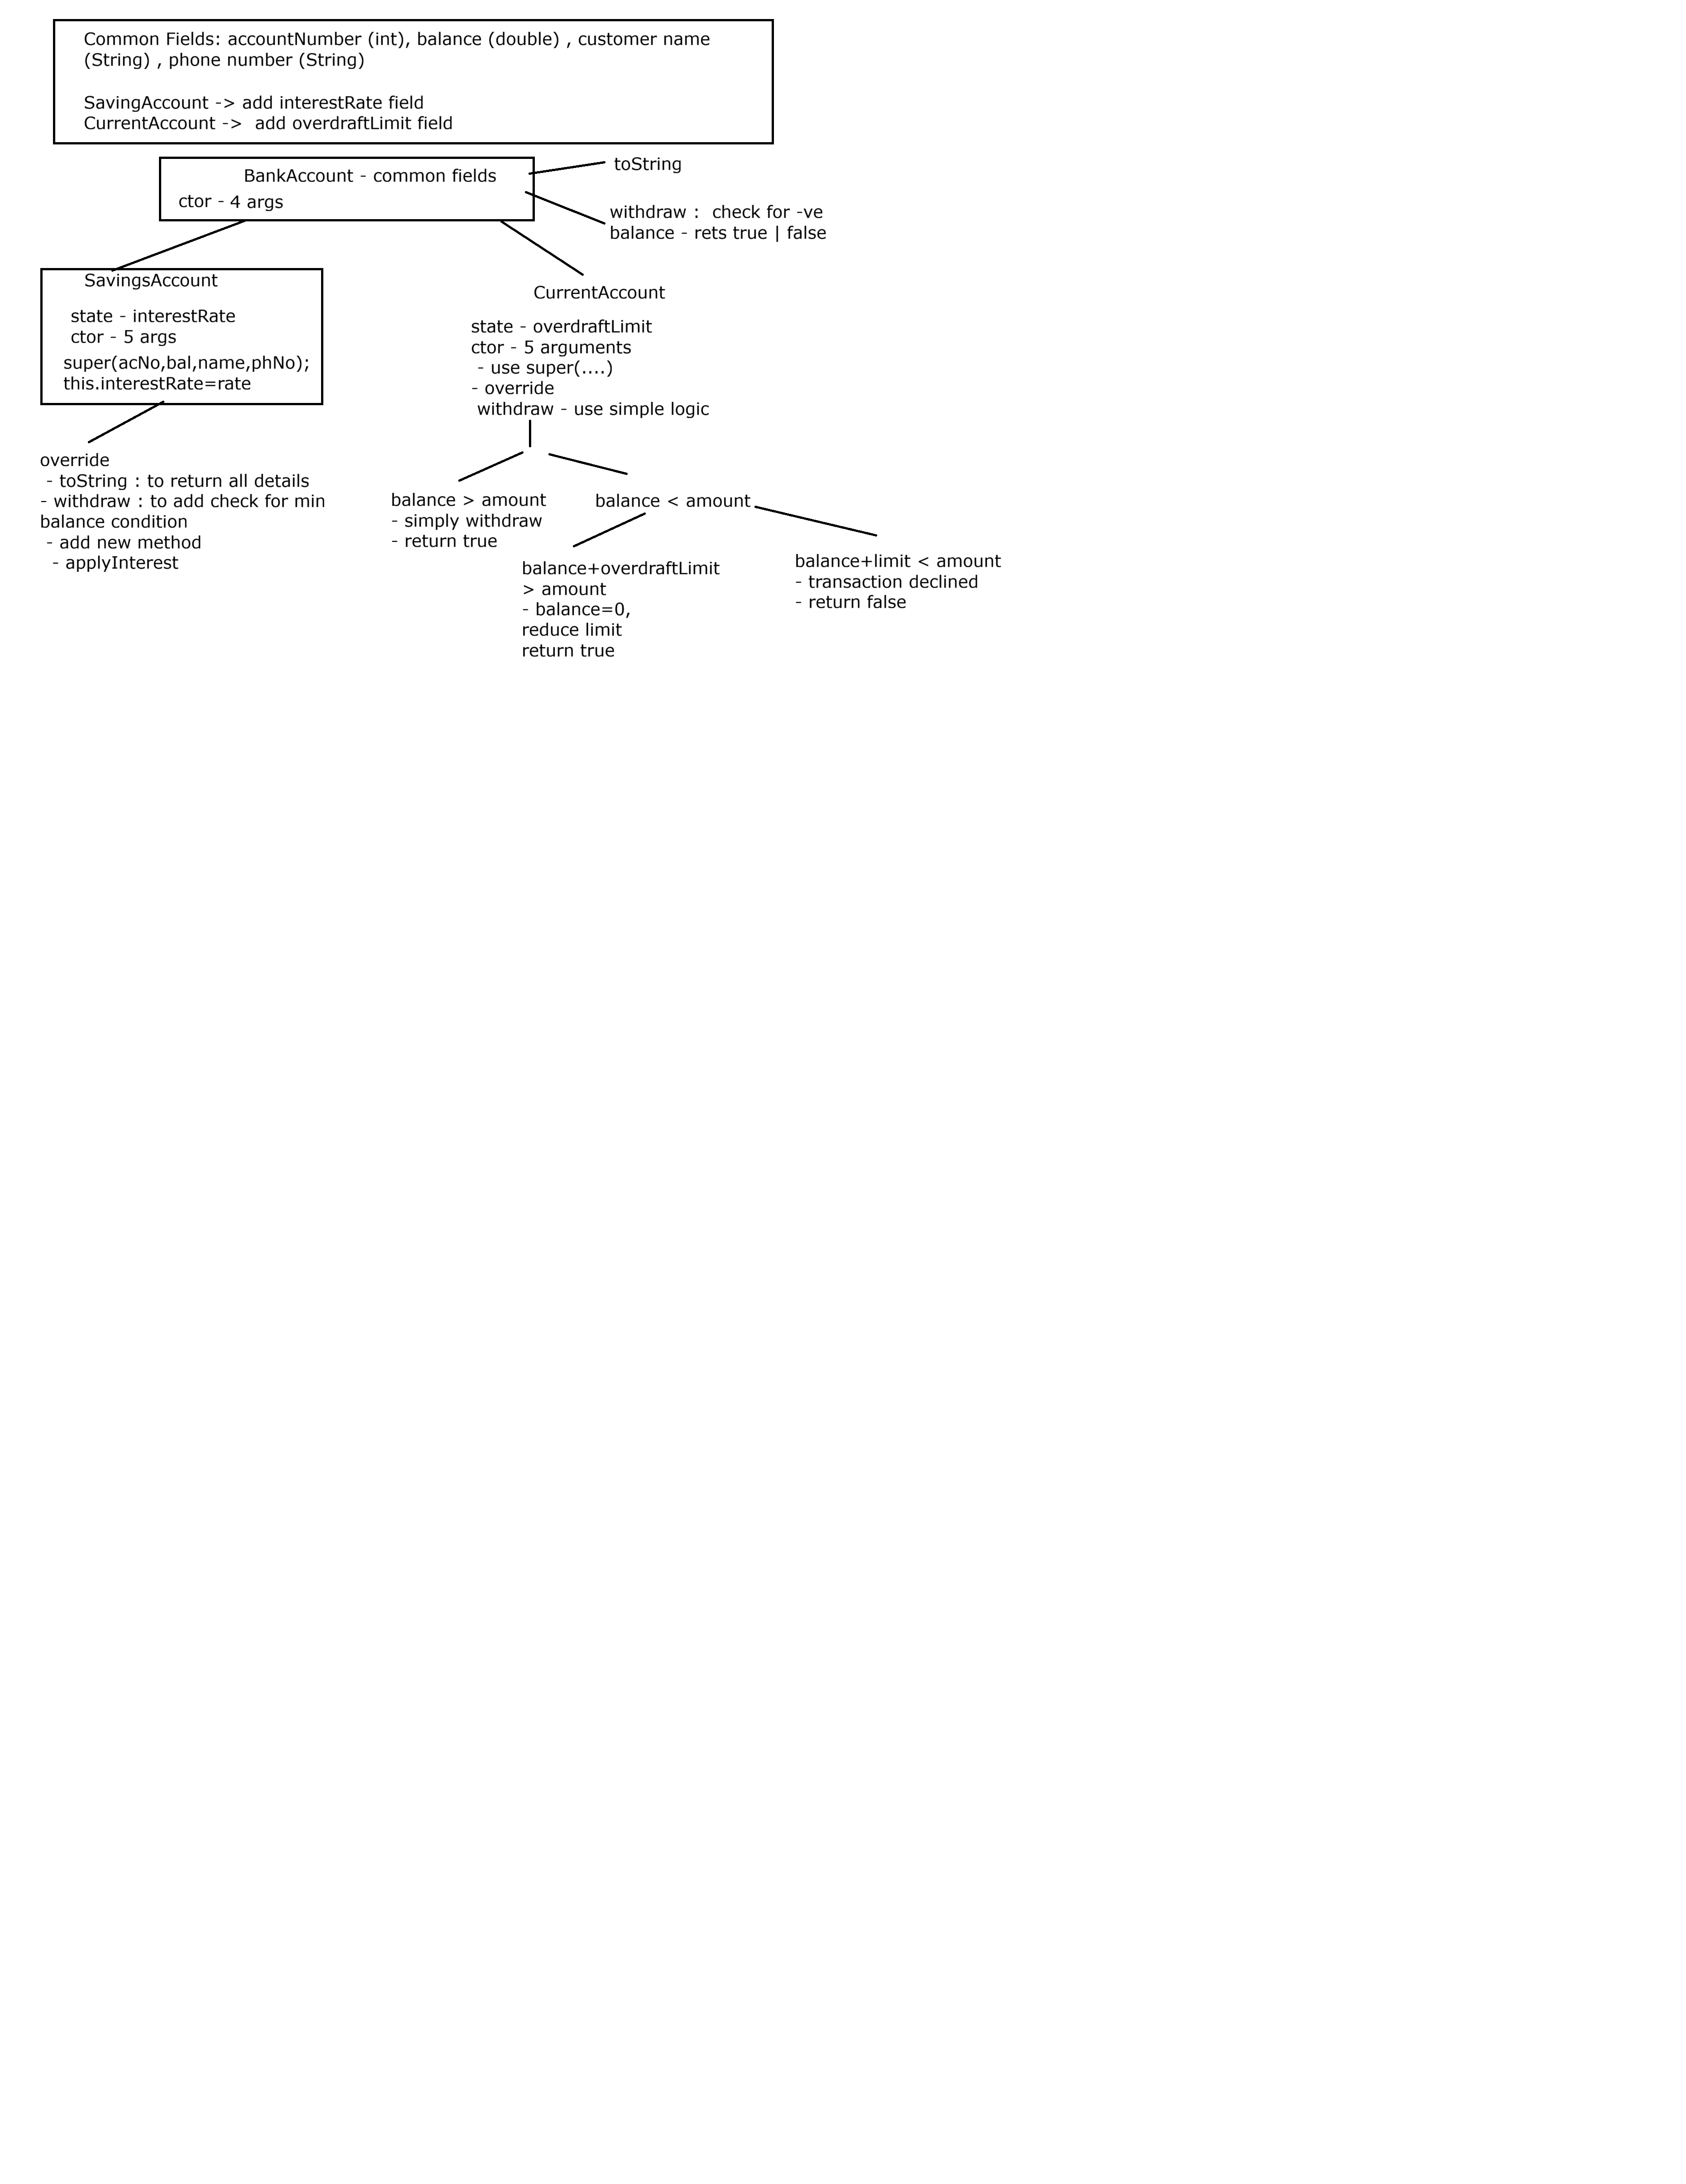 Common Fields: accountNumber (int), balance (double) , customer name
(String) , phone number (String)
SavingAccount -> add interestRate field
CurrentAccount ->  add overdraftLimit field
BankAccount - common fields
ctor - 4 args
toString
withdraw :  check for -ve
balance - rets true | false
SavingsAccount
state - interestRate
ctor - 5 args
super(acNo,bal,name,phNo);
this.interestRate=rate
override
- toString : to return all details
- withdraw : to add check for min
balance condition
- add new method
- applyInterest
CurrentAccount
state - overdraftLimit
ctor - 5 arguments
- use super(....)
- override
withdraw - use simple logic
balance > amount
- simply withdraw
- return true
balance < amount
balance+overdraftLimit
> amount
- balance=0,
reduce limit
return true
balance+limit < amount
- transaction declined
- return false